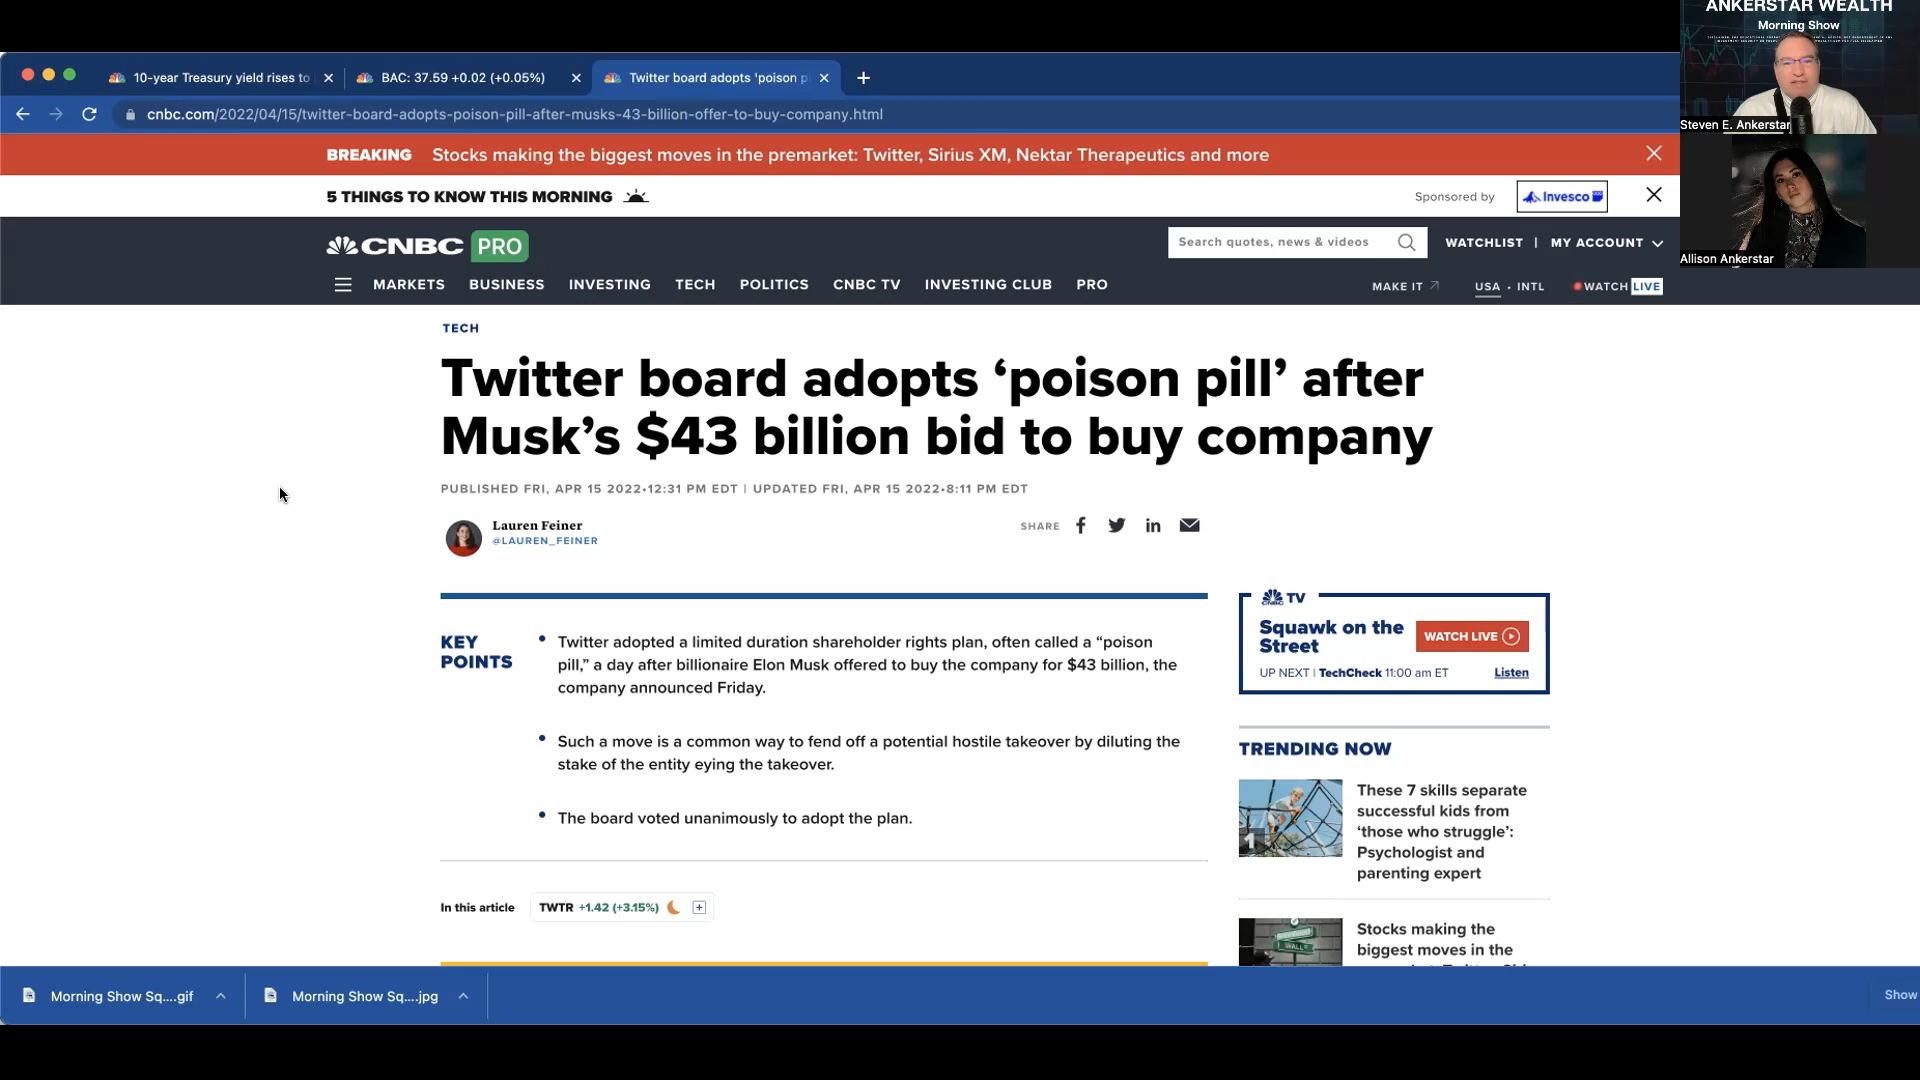 ANKERSTAR WEALTH
Morning Show
Steven E. Ankerstar
Allison Ankerstar
10-year Treasury yield rises to
BAC: 37.59 +0.02 (+0.05%)
Twitter board adopts 'poison p
cnbc.com/2022/04/15/twitter-board-adopts-poison-pill-after-musks-43-billion-offer-to-buy-company.html
BREAKING Stocks making the biggest moves in the premarket: Twitter, Sirius XM, Nektar Therapeutics and more
5 THINGS TO KNOW THIS MORNING
Sponsored by Invesco
CNBC PRO
Search quotes, news & videos
WATCHLIST | MY ACCOUNT
MARKETS BUSINESS INVESTING TECH POLITICS CNBC TV INVESTING CLUB PRO
MAKE IT USA • INTL WATCH LIVE
TECH
Twitter board adopts ‘poison pill’ after
Musk’s $43 billion bid to buy company
PUBLISHED FRI, APR 15 2022•12:31 PM EDT | UPDATED FRI, APR 15 2022•8:11 PM EDT
Lauren Feiner
@LAUREN_FEINER
SHARE
KEY
POINTS
Twitter adopted a limited duration shareholder rights plan, often called a “poison
pill,” a day after billionaire Elon Musk offered to buy the company for $43 billion, the
company announced Friday.
Such a move is a common way to fend off a potential hostile takeover by diluting the
stake of the entity eying the takeover.
The board voted unanimously to adopt the plan.
In this article TWTR +1.42 (+3.15%)
CNBC TV
Squawk on the
Street
WATCH LIVE
UP NEXT | TechCheck 11:00 am ET Listen
TRENDING NOW
1
These 7 skills separate
successful kids from
‘those who struggle’:
Psychologist and
parenting expert
WALL
Stocks making the
biggest moves in the
Morning Show Sq....gif
Morning Show Sq....jpg
Show